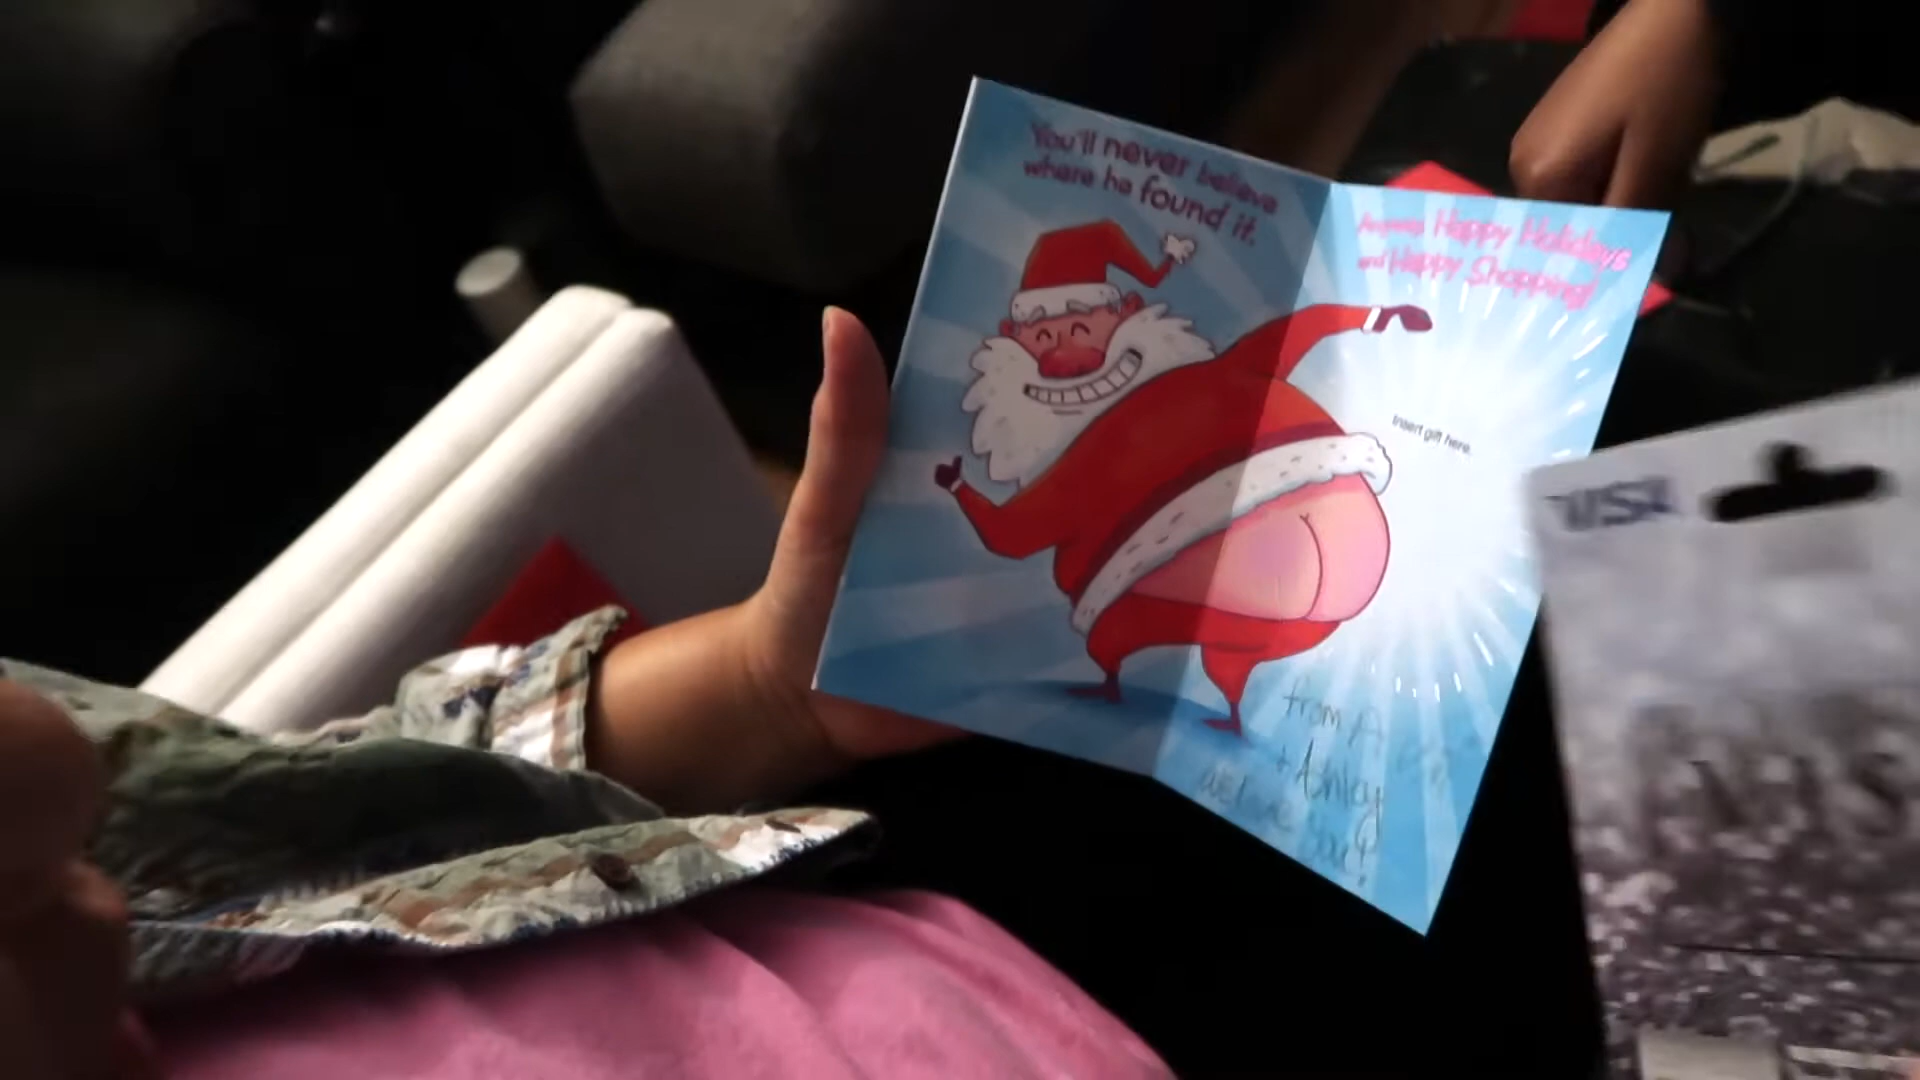 You'll never believe
where he found it.
Anyway, Happy Holidays
and Happy Shopping!
Insert gift here.
from A
+ Ashley
we love you!
VISA